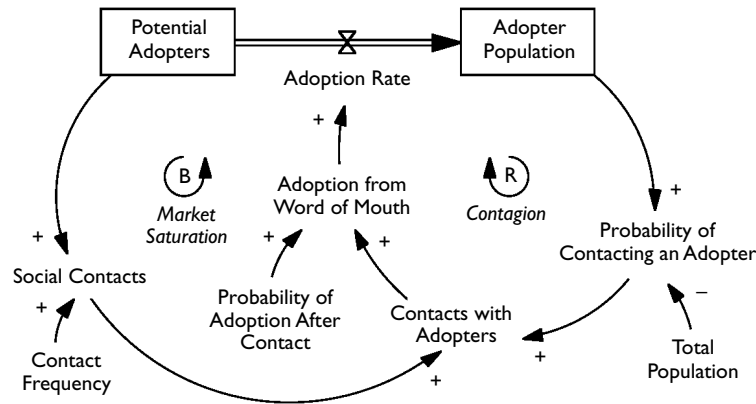 Potential
Adopters
Adopter
Population
Adoption Rate
+
B
Market
Saturation
Adoption from
Word of Mouth
R
Contagion
+
+
Social Contacts
+
+
+
Probability of
Contacting an Adopter
Probability of
Adoption After
Contact
Contacts with
Adopters
−
Contact
Frequency
+
+
Total
Population